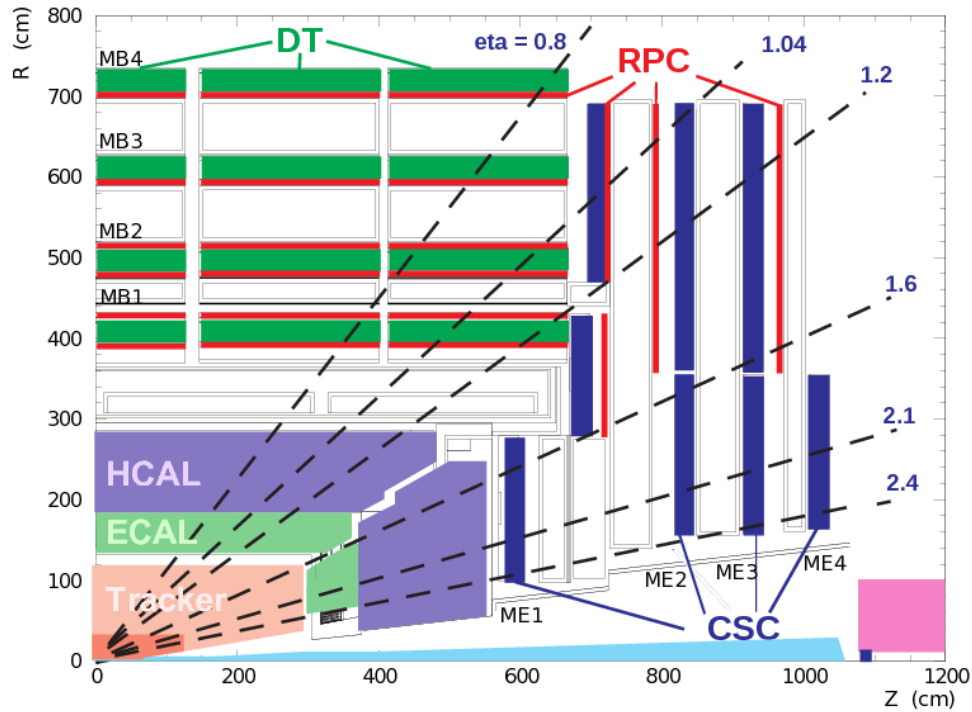 R (cm)
800
700
600
500
400
300
200
100
0
MB4
MB3
MB2
MB1
DT
eta = 0.8
1.04
1.2
RPC
1.6
2.1
2.4
HCAL
ECAL
Tracker
ME1
ME2
ME3
ME4
CSC
0
200
400
600
800
1000
1200
Z (cm)